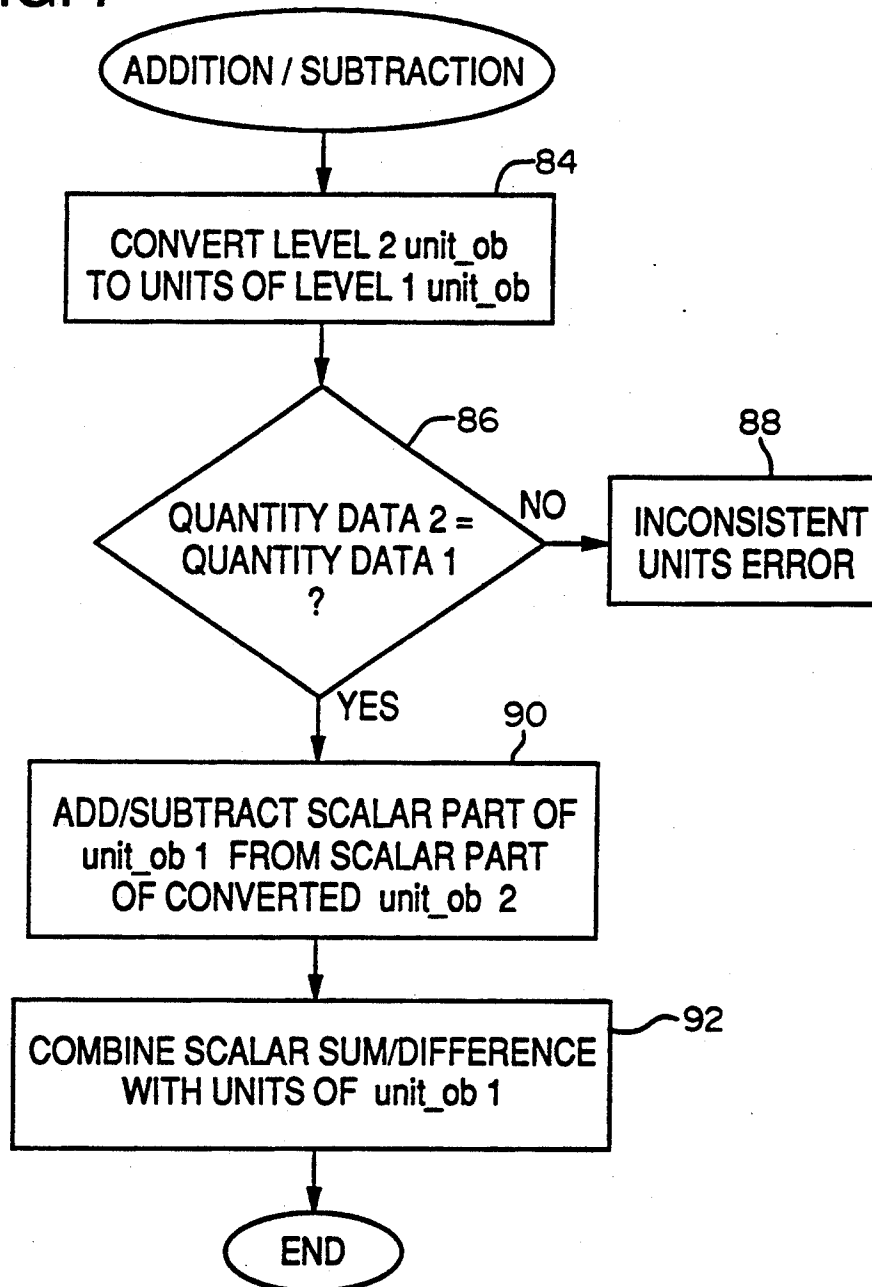 ADDITION / SUBTRACTION
84
CONVERT LEVEL 2 unit_ob
TO UNITS OF LEVEL 1 unit_ob
86
88
QUANTITY DATA 2 =
QUANTITY DATA 1
?
NO
INCONSISTENT
UNITS ERROR
YES
90
ADD/SUBTRACT SCALAR PART OF
unit_ob 1 FROM SCALAR PART
OF CONVERTED unit_ob 2
92
COMBINE SCALAR SUM/DIFFERENCE
WITH UNITS OF unit_ob 1
END